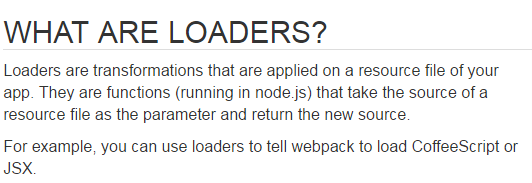 WHAT ARE LOADERS?
Loaders are transformations that are applied on a resource file of your
app. They are functions (running in node.js) that take the source of a
resource file as the parameter and return the new source.
For example, you can use loaders to tell webpack to load CoffeeScript or
JSX.